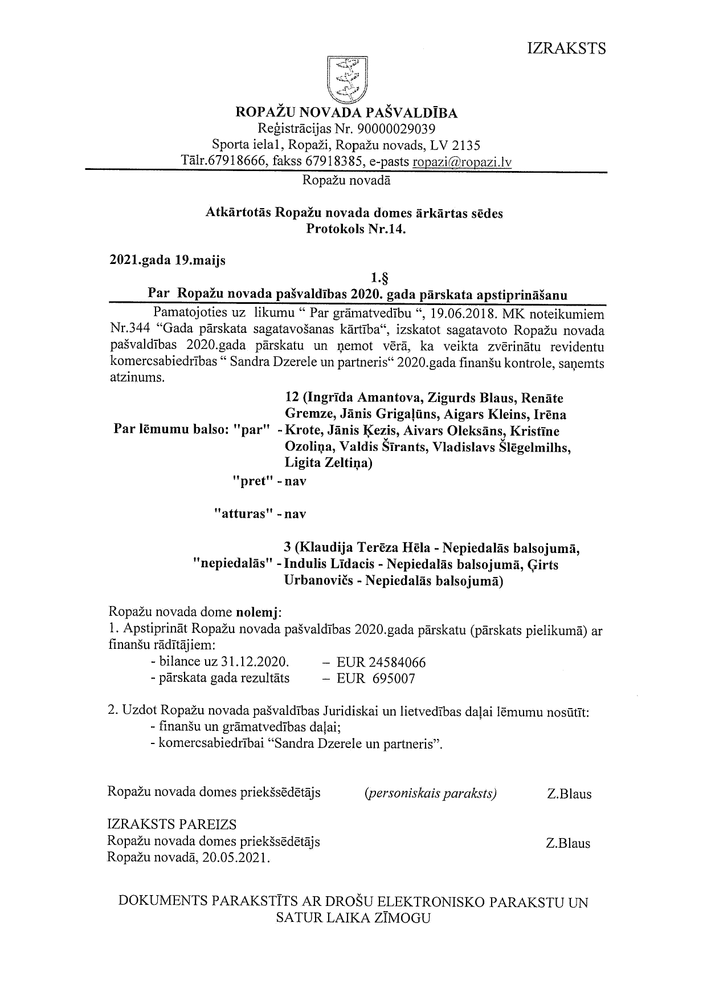 IZRAKSTS
ROPAŽU NOVADA PAŠVALDĪBA
Reģistrācijas Nr. 90000029039
Sporta iela1, Ropaži, Ropažu novads, LV 2135
Tālr.67918666, fakss 67918385, e-pasts ropazi@ropazi.lv
Ropažu novadā
Atkārtotās Ropažu novada domes ārkārtas sēdes
Protokols Nr.14.
2021.gada 19.maijs
1.§
Par Ropažu novada pašvaldības 2020. gada pārskata apstiprināšanu
Pamatojoties uz likumu “ Par grāmatvedību “, 19.06.2018. MK noteikumiem
Nr.344 “Gada pārskata sagatavošanas kārtība“, izskatot sagatavoto Ropažu novada
pašvaldības 2020.gada pārskatu un ņemot vērā, ka veikta zvērinātu revidentu
komercsabiedrības “ Sandra Dzerele un partneris“ 2020.gada finanšu kontrole, saņemts
atzinums.
12 (Ingrīda Amantova, Zigurds Blaus, Renāte
Gremze, Jānis Grigaļūns, Aigars Kleins, Irēna
Par lēmumu balso: "par" - Krote, Jānis Ķezis, Aivars Oleksāns, Kristīne
Ozoliņa, Valdis Šīrants, Vladislavs Šlēgelmilhs,
Ligita Zeltiņa)
"pret" - nav
"atturas" - nav
3 (Klaudija Terēza Hēla - Nepiedalās balsojumā,
"nepiedalās" - Indulis Līdacis - Nepiedalās balsojumā, Ģirts
Urbanovičs - Nepiedalās balsojumā)
Ropažu novada dome nolemj:
1. Apstiprināt Ropažu novada pašvaldības 2020.gada pārskatu (pārskats pielikumā) ar
finanšu rādītājiem:
- bilance uz 31.12.2020. – EUR 24584066
- pārskata gada rezultāts – EUR 695007
2. Uzdot Ropažu novada pašvaldības Juridiskai un lietvedības daļai lēmumu nosūtīt:
- finanšu un grāmatvedības daļai;
- komercsabiedrībai “Sandra Dzerele un partneris”.
Ropažu novada domes priekšsēdētājs (personiskais paraksts) Z.Blaus
IZRAKSTS PAREIZS
Ropažu novada domes priekšsēdētājs Z.Blaus
Ropažu novadā, 20.05.2021.
DOKUMENTS PARAKSTĪTS AR DROŠU ELEKTRONISKO PARAKSTU UN
SATUR LAIKA ZĪMOGU